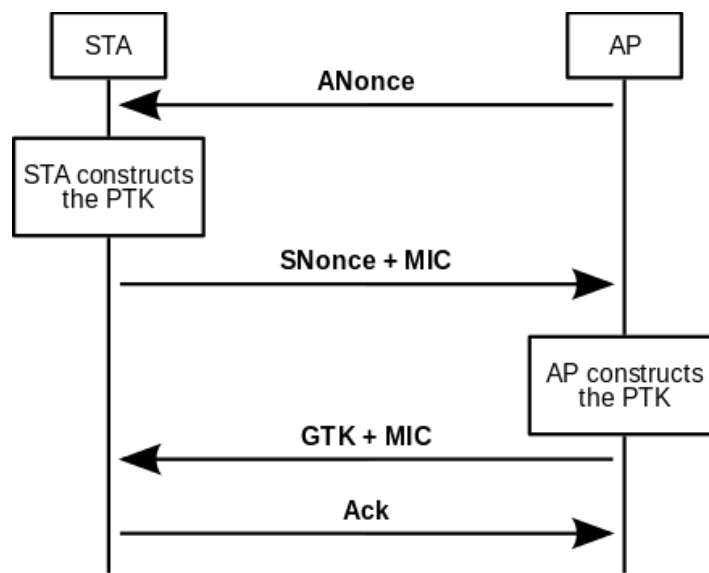 STA
AP
ANonce
STA constructs
the PTK
SNonce + MIC
AP constructs
the PTK
GTK + MIC
Ack